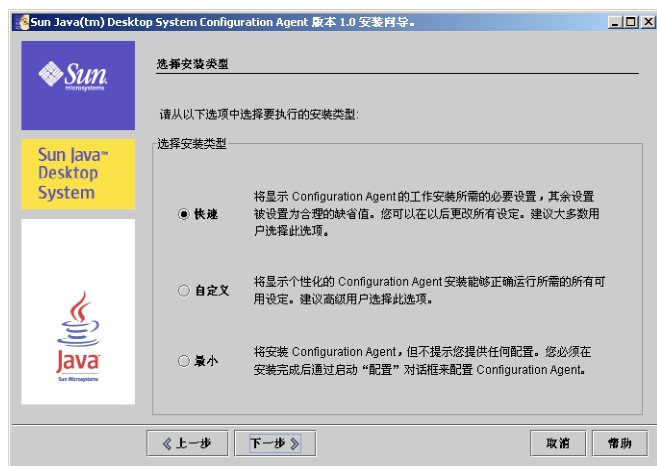 Sun Java(tm) Desktop System Configuration Agent 版本 1.0 安装向导。
Sun
microsystems
Sun Java™
Desktop
System
Java
Sun Microsystems
选择安装类型
请从以下选项中选择要执行的安装类型:
选择安装类型
快速
将显示 Configuration Agent 的工作安装所需的必要设置，其余设置
被设置为合理的缺省值。您可以在以后更改所有设定。建议大多数用
户选择此选项。
自定义
将显示个性化的 Configuration Agent 安装能够正确运行所需的所有可
用设定。建议高级用户选择此选项。
最小
将安装 Configuration Agent，但不提示您提供任何配置。您必须在
安装完成后通过启动“配置”对话框来配置 Configuration Agent。
上一步
下一步
取消
帮助